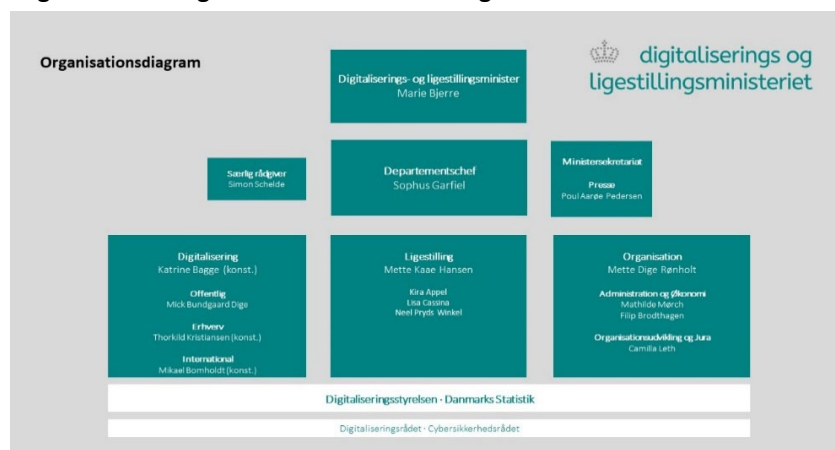 Organisationsdiagram
digitaliserings og
ligestillingsministeriet
Digitaliserings- og ligestillingsminister
Marie Bjerre
Særlig rådgiver
Simon Schelde
Departementschef
Sophus Garfiel
Ministersekretariat
Presse
Poul Aarøe Pedersen
Digitalisering
Katrine Bagge (konst.)
Offentlig
Mick Bundgaard Dige
Erhverv
Thorkild Kristiansen (konst.)
International
Mikael Bomholdt (konst.)
Ligestilling
Mette Kaae Hansen
Kira Appel
Lisa Cassina
Neel Pryds Winkel
Organisation
Mette Dige Rønholt
Administration og Økonomi
Mathilde Mørch
Filip Brodthagen
Organisationsudvikling og Jura
Camilla Leth
Digitaliseringsstyrelsen · Danmarks Statistik
Digitaliseringsrådet · Cybersikkerhedsrådet